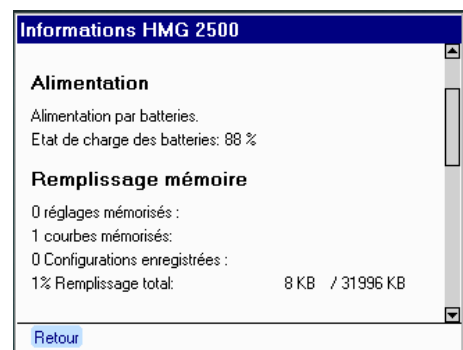 Informations HMG 2500
Alimentation
Alimentation par batteries.
Etat de charge des batteries: 88 %
Remplissage mémoire
0 réglages mémorisés :
1 courbes mémorisés:
0 Configurations enregistrées :
1% Remplissage total: 8 KB / 31996 KB
Retour